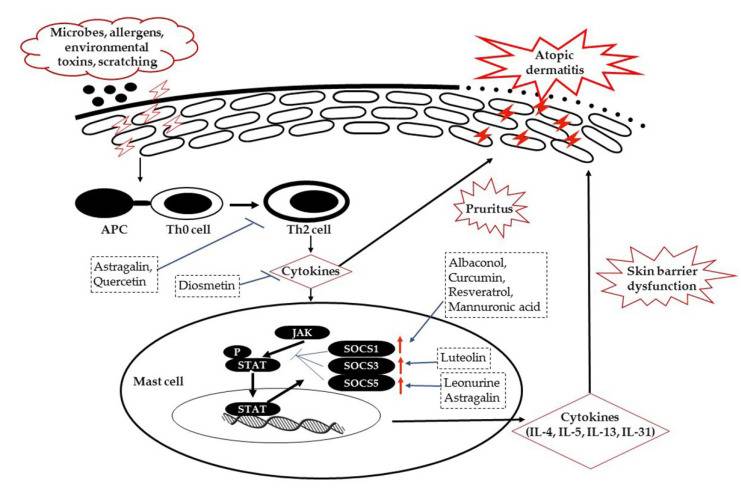 Microbes, allergens,
environmental
toxins, scratching
Atopic
dermatitis
APC
Th0 cell
Th2 cell
Pruritus
Astragalin,
Quercetin
Diosmetin
Cytokines
Albaconol,
Curcumin,
Resveratrol,
Mannuronic acid
Skin barrier
dysfunction
JAK
P
STAT
SOCS1
SOCS3
SOCS5
Luteolin
Leonurine
Astragalin
Mast cell
STAT
Cytokines
(IL-4, IL-5, IL-13, IL-31)